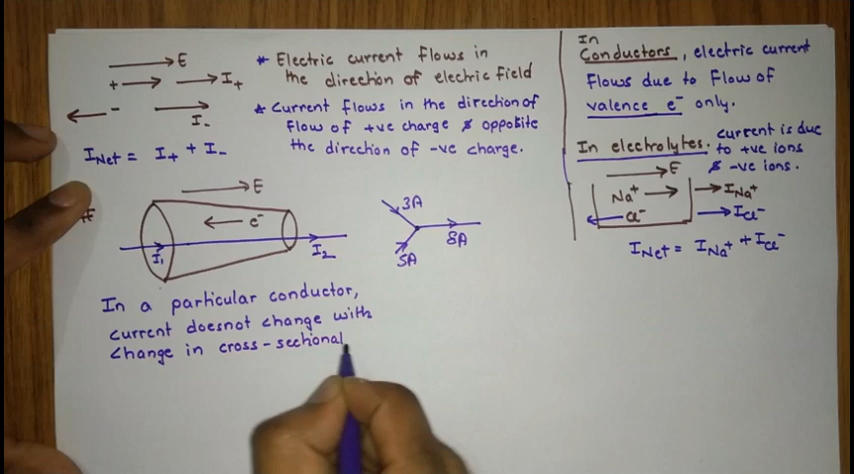 E
+ I+
- I-
INet = I+ + I-
* Electric current flows in
the direction of electric field
* Current flows in the direction of
flow of +ve charge & opposite
the direction of -ve charge.
E
e-
I1 I2
3A
5A 8A
In a particular conductor,
current doesnot change with
change in cross-sectional
In
Conductors, electric current
flows due to flow of
valence e- only.
In electrolytes. current is due
to +ve ions
& -ve ions.
E
Na+ INa+
Cl- ICl-
INet = INa+ + ICl-